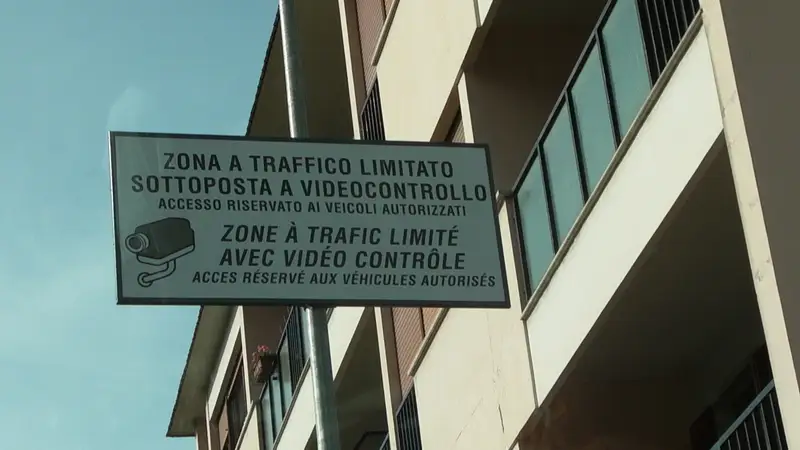 ZONA A TRAFFICO LIMITATO
SOTTOPOSTA A VIDEOCONTROLLO
ACCESSO RISERVATO AI VEICOLI AUTORIZZATI
ZONE À TRAFIC LIMITÉ
AVEC VIDÉO CONTRÔLE
ACCES RÉSERVÉ AUX VÉHICULES AUTORISÉS